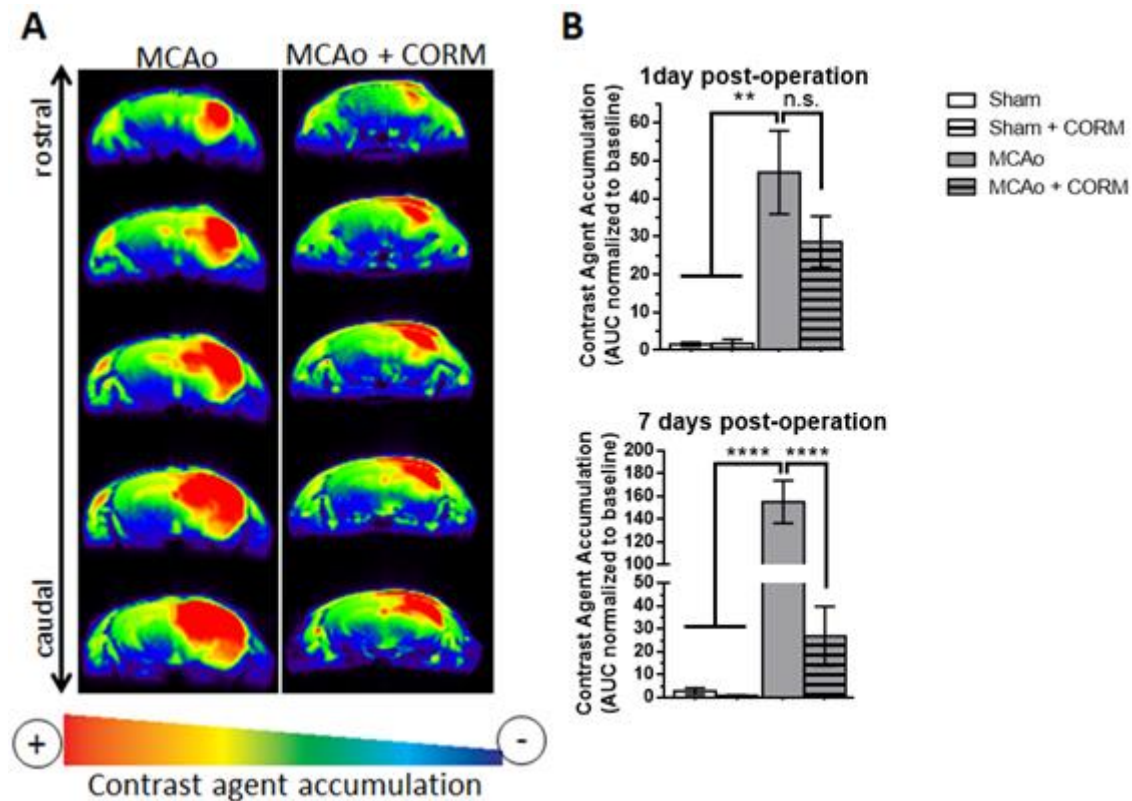 A
MCAo
MCAo + CORM
rostral
caudal
+
-
Contrast agent accumulation
B
1day post-operation
**
n.s.
Contrast Agent Accumulation
(AUC normalized to baseline)
60
50
40
30
20
10
0
Sham
Sham + CORM
MCAo
MCAo + CORM
7 days post-operation
****
****
Contrast Agent Accumulation
(AUC normalized to baseline)
200
180
160
140
120
100
50
40
30
20
10
0